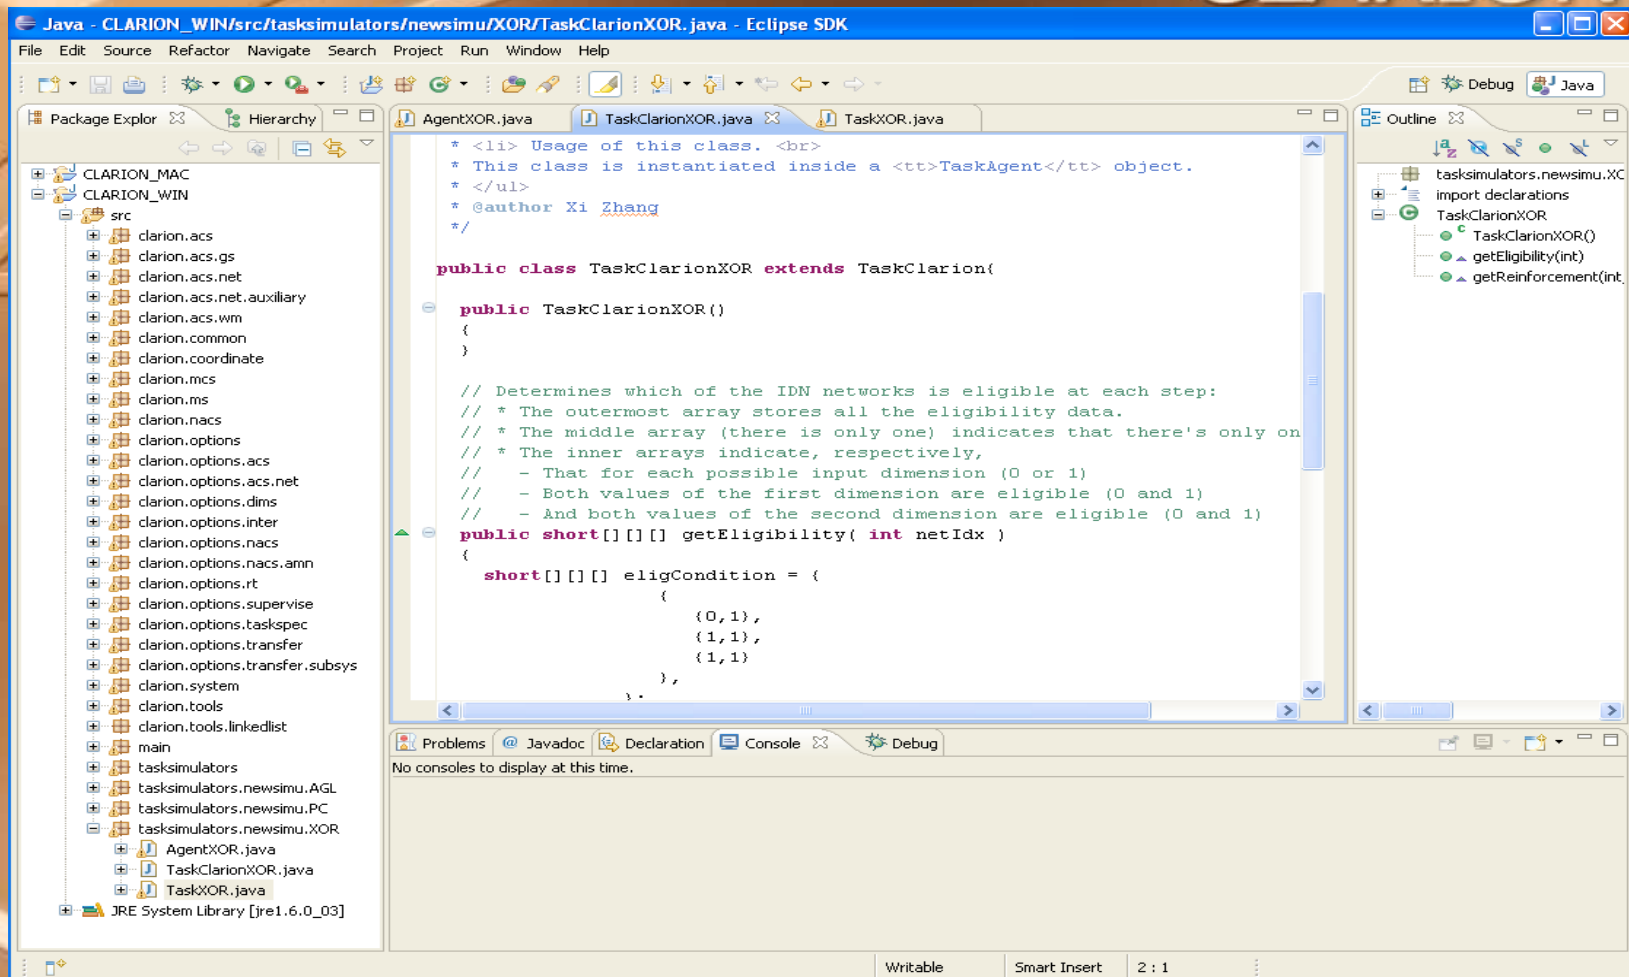 Java - CLARION_WIN/src/tasksimulators/newsimu/XOR/TaskClarionXOR.java - Eclipse SDK
File Edit Source Refactor Navigate Search Project Run Window Help
Debug Java
Package Explor Hierarchy
CLARION_MAC
CLARION_WIN
src
clarion.acs
clarion.acs.gs
clarion.acs.net
clarion.acs.net.auxiliary
clarion.acs.wm
clarion.common
clarion.coordinate
clarion.mcs
clarion.ms
clarion.nacs
clarion.options
clarion.options.acs
clarion.options.acs.net
clarion.options.dims
clarion.options.inter
clarion.options.nacs
clarion.options.nacs.amn
clarion.options.rt
clarion.options.supervise
clarion.options.taskspec
clarion.options.transfer
clarion.options.transfer.subsys
clarion.system
clarion.tools
clarion.tools.linkedlist
main
tasksimulators
tasksimulators.newsimu.AGL
tasksimulators.newsimu.PC
tasksimulators.newsimu.XOR
AgentXOR.java
TaskClarionXOR.java
TaskXOR.java
JRE System Library [jre1.6.0_03]
AgentXOR.java TaskClarionXOR.java TaskXOR.java
* <li> Usage of this class. <br>
* This class is instantiated inside a <tt>TaskAgent</tt> object.
* </ul>
* @author Xi Zhang
*/
public class TaskClarionXOR extends TaskClarion{
public TaskClarionXOR()
{
}
// Determines which of the IDN networks is eligible at each step:
// * The outermost array stores all the eligibility data.
// * The middle array (there is only one) indicates that there's only on
// * The inner arrays indicate, respectively,
// - That for each possible input dimension (0 or 1)
// - Both values of the first dimension are eligible (0 and 1)
// - And both values of the second dimension are eligible (0 and 1)
public short[][][] getEligibility( int netIdx )
{
short[][][] eligCondition = {
{
{0,1},
{1,1},
{1,1}
},
};
Outline
tasksimulators.newsimu.XC
import declarations
TaskClarionXOR
TaskClarionXOR()
getEligibility(int)
getReinforcement(int,
Problems Javadoc Declaration Console Debug
No consoles to display at this time.
Writable Smart Insert 2 : 1